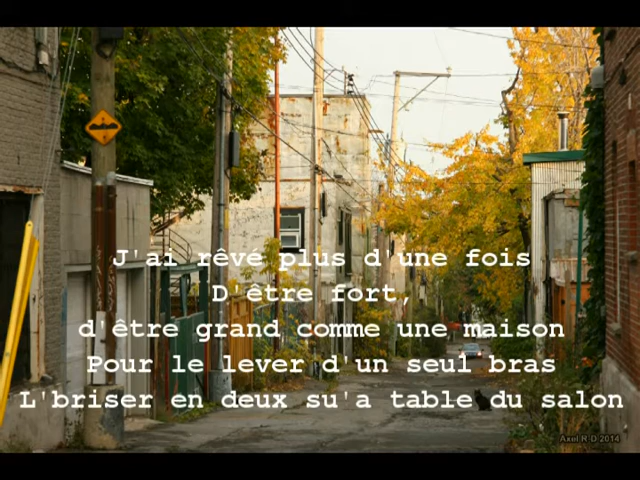 J'ai rêvé plus d'une fois
D'être fort,
d'être grand comme une maison
Pour le lever d'un seul bras
L'briser en deux su'a table du salon
Axel R-D 2014